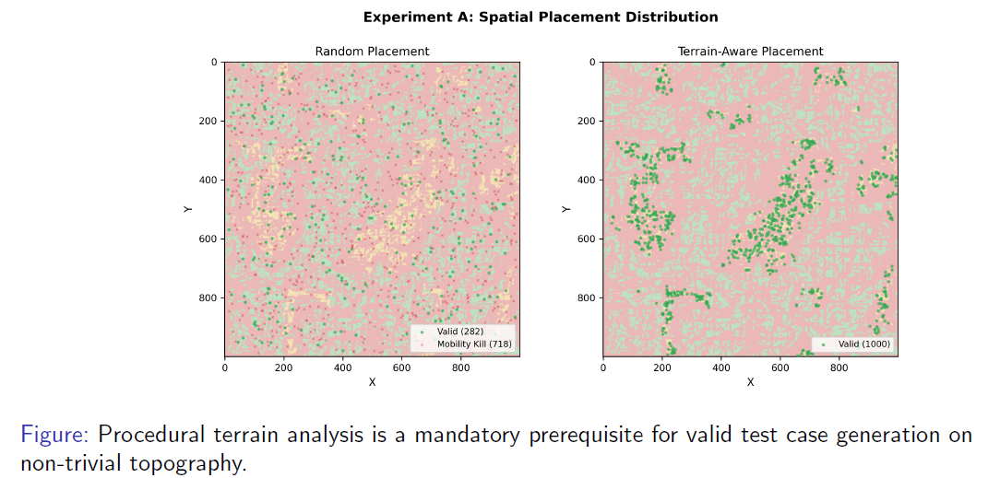 Experiment A: Spatial Placement Distribution
Random Placement
0
200
400
600
800
Y
0
200
400
600
800
X
Valid (282)
Mobility Kill (718)
Terrain-Aware Placement
0
200
400
600
800
Y
0
200
400
600
800
X
Valid (1000)
Figure: Procedural terrain analysis is a mandatory prerequisite for valid test case generation on
non-trivial topography.